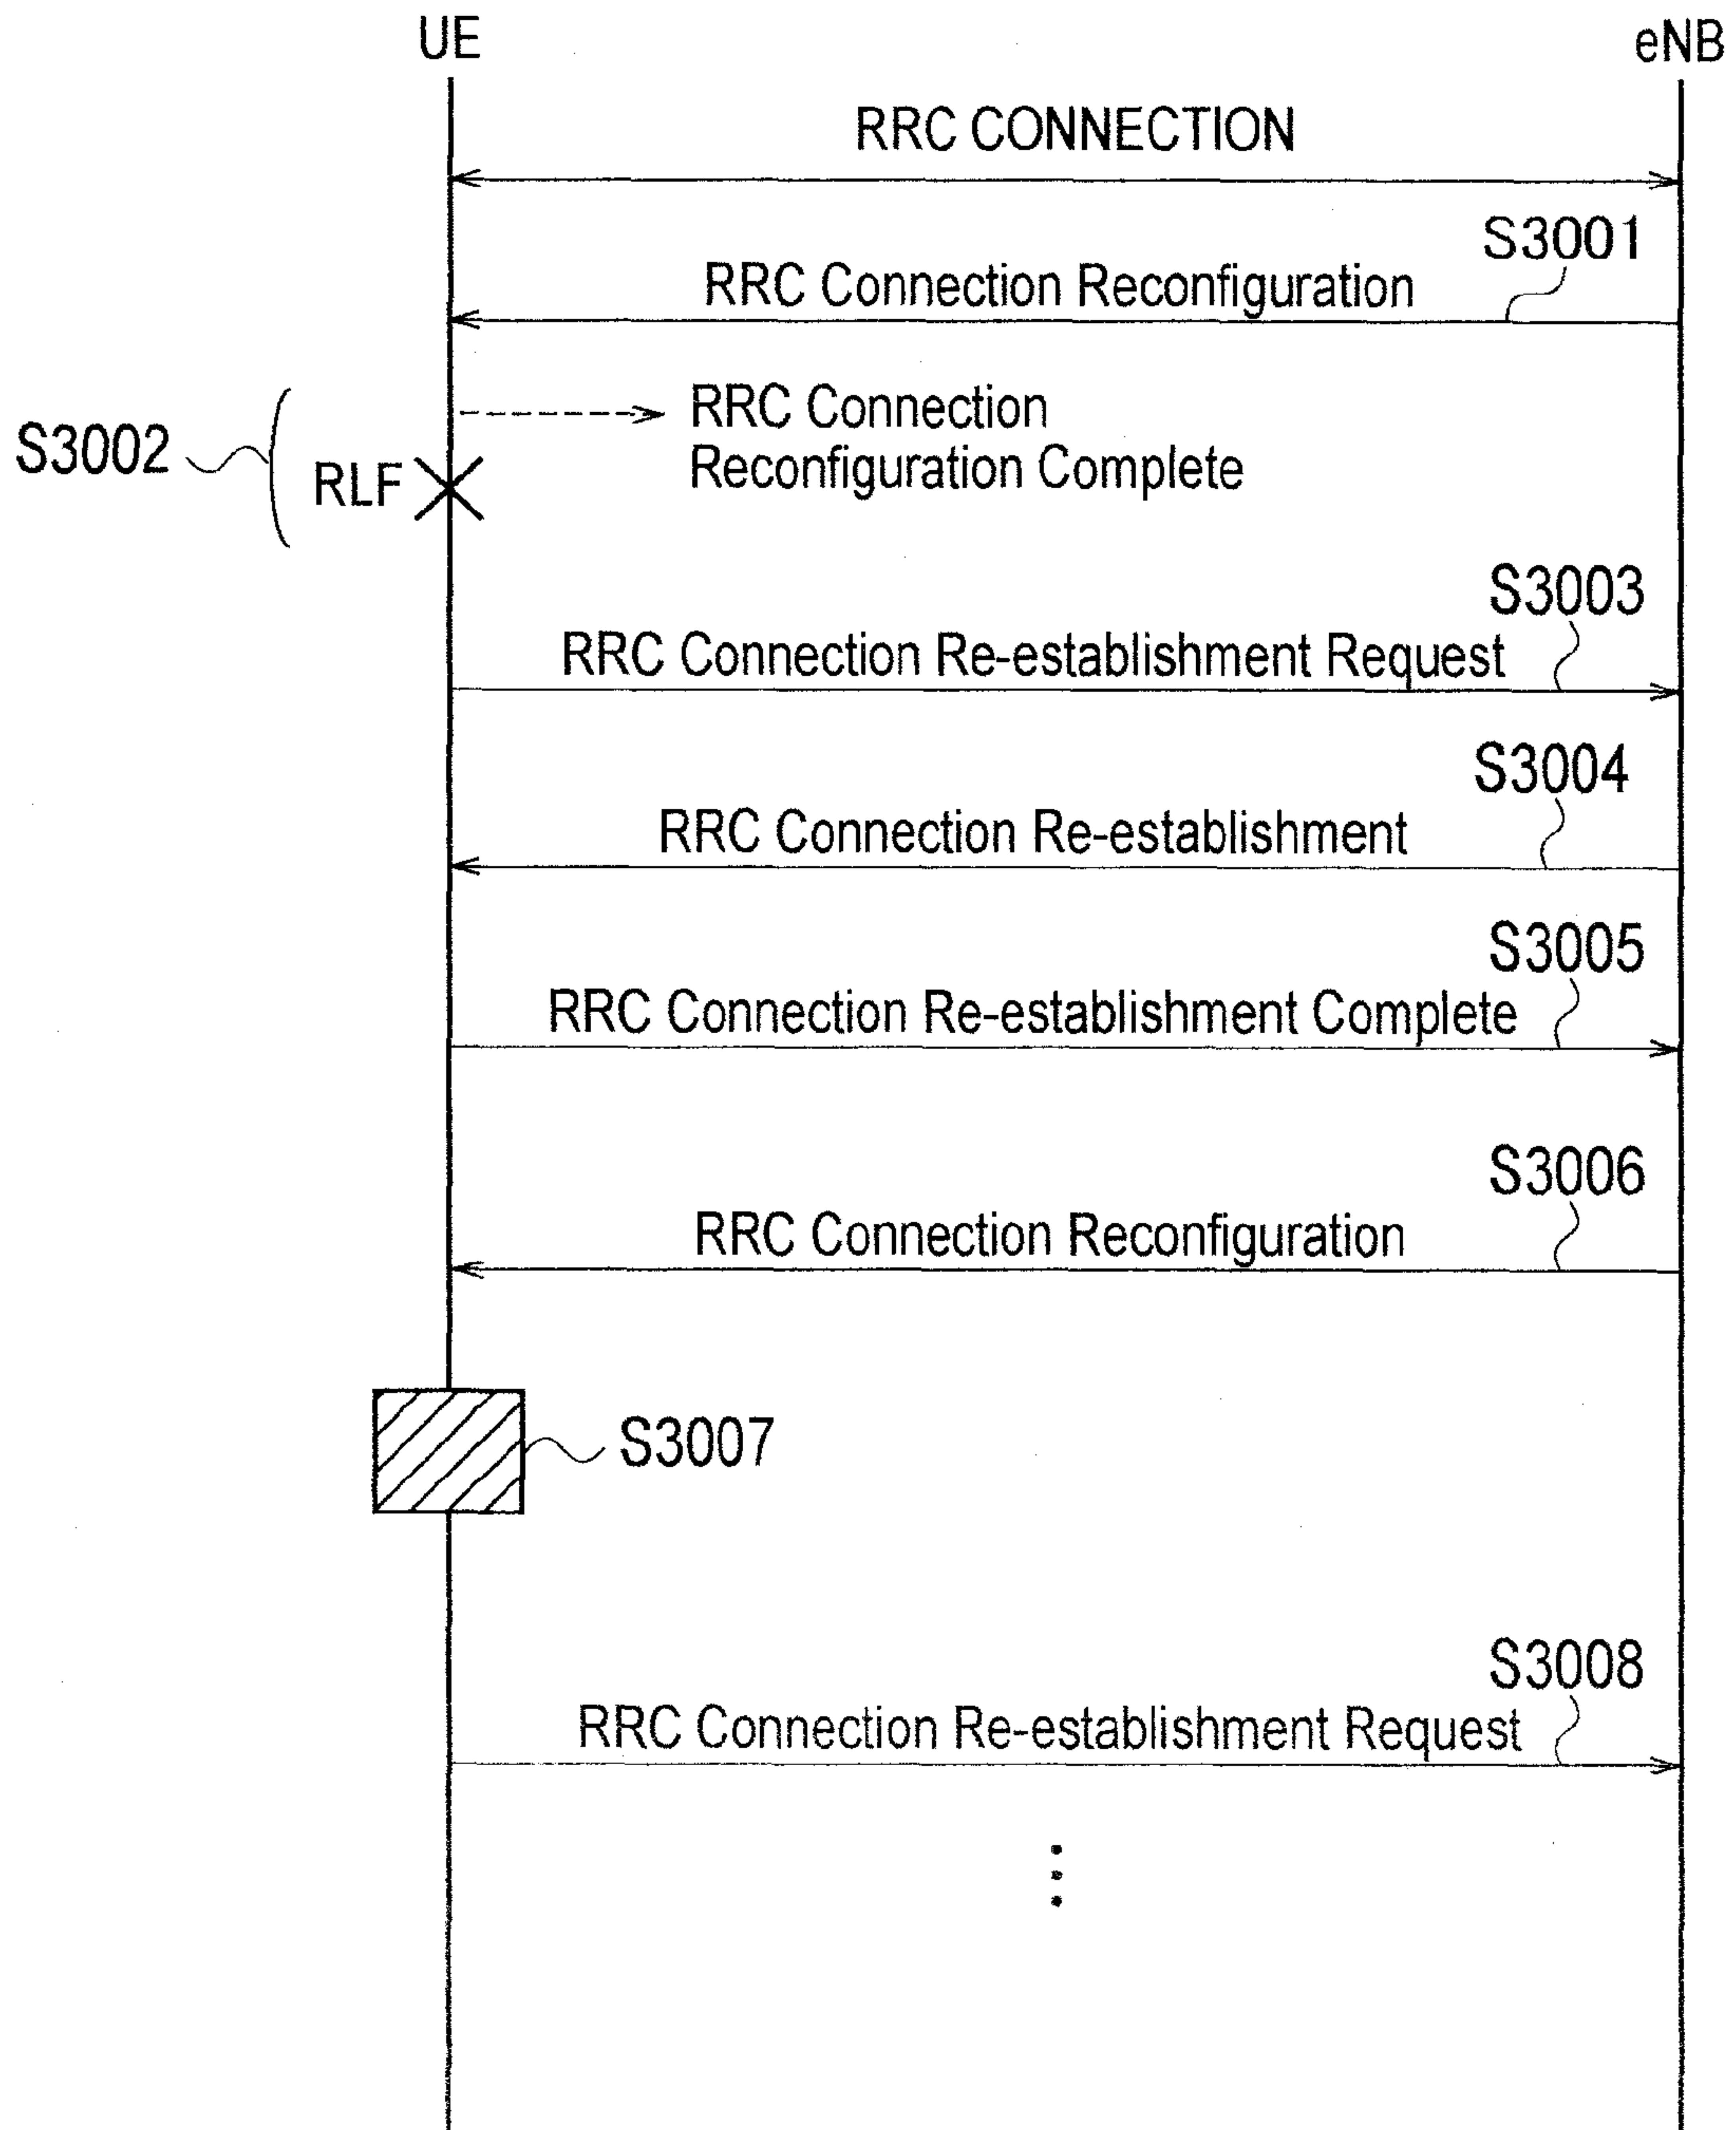 UE
eNB
RRC CONNECTION
S3001
RRC Connection Reconfiguration
RRC Connection
Reconfiguration Complete
S3002
RLF
S3003
RRC Connection Re-establishment Request
S3004
RRC Connection Re-establishment
S3005
RRC Connection Re-establishment Complete
S3006
RRC Connection Reconfiguration
S3007
S3008
RRC Connection Re-establishment Request